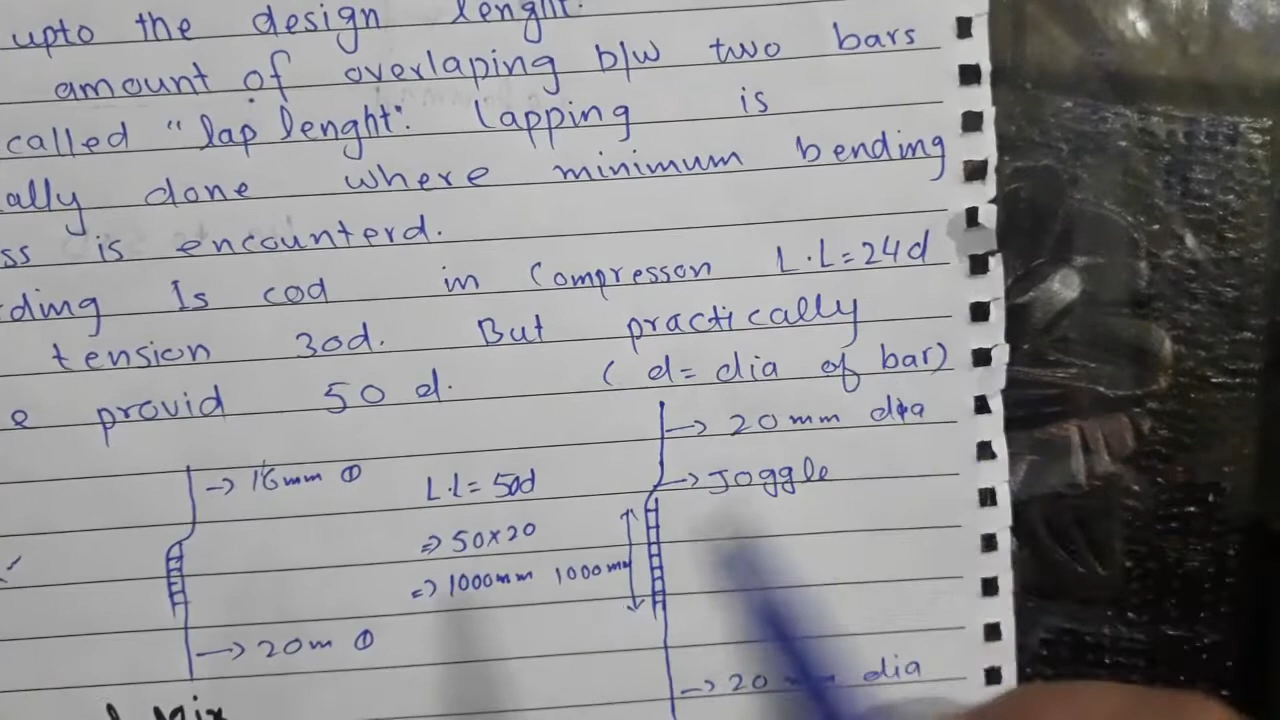 upto the design lenght.
amount of overlaping b/w two bars
called "lap lenght". Lapping is
ally done where minimum bending
ss is encounterd.
ding Is cod in Compresson L.L=24d
tension 30d. But practically
e provid 50 d. ( d= dia of bar)
→ 20mm dia
→ 16mm Φ L.l= 50d → Joggle
⇒ 50×20
⇒ 1000mm 1000mm
→ 20m Φ
→ 20 dia
Mix